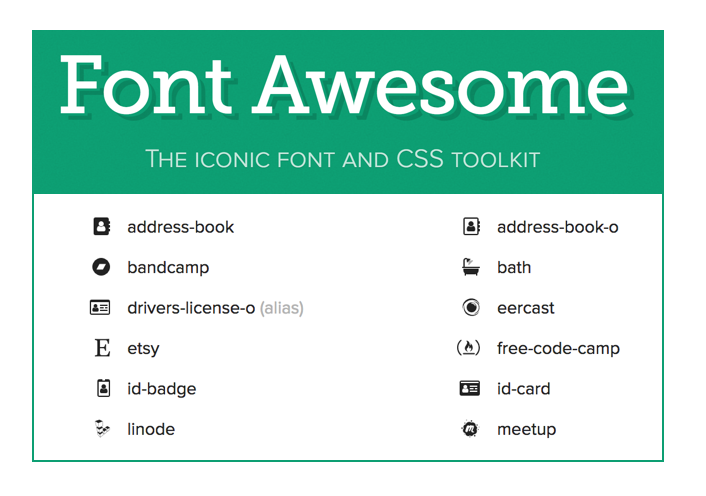 Font Awesome
THE ICONIC FONT AND CSS TOOLKIT
address-book address-book-o
bandcamp bath
drivers-license-o (alias) eercast
etsy free-code-camp
id-badge id-card
linode meetup